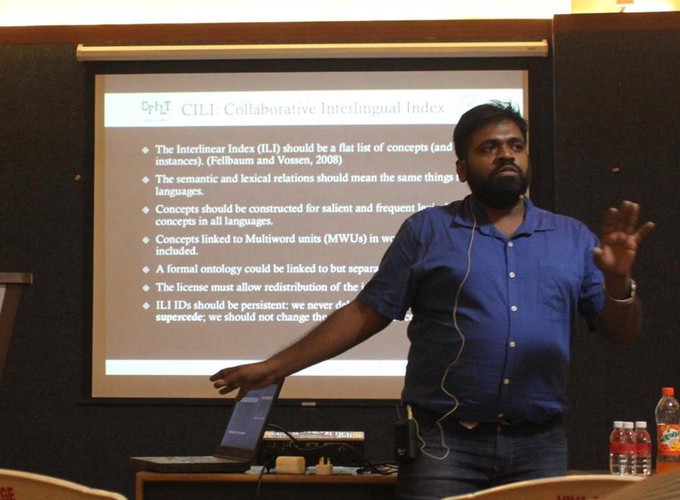 CFILT
CILI: Collaborative Interlingual Index
❖ The Interlinear Index (ILI) should be a flat list of concepts (and
instances). (Fellbaum and Vossen, 2008)
❖ The semantic and lexical relations should mean the same things
languages.
❖ Concepts should be constructed for salient and frequent
concepts in all languages.
❖ Concepts linked to Multiword units (MWUs) in
included.
❖ A formal ontology could be linked to but
❖ The license must allow redistribution of the
❖ ILI IDs should be persistent: we never
supercede; we should not change the